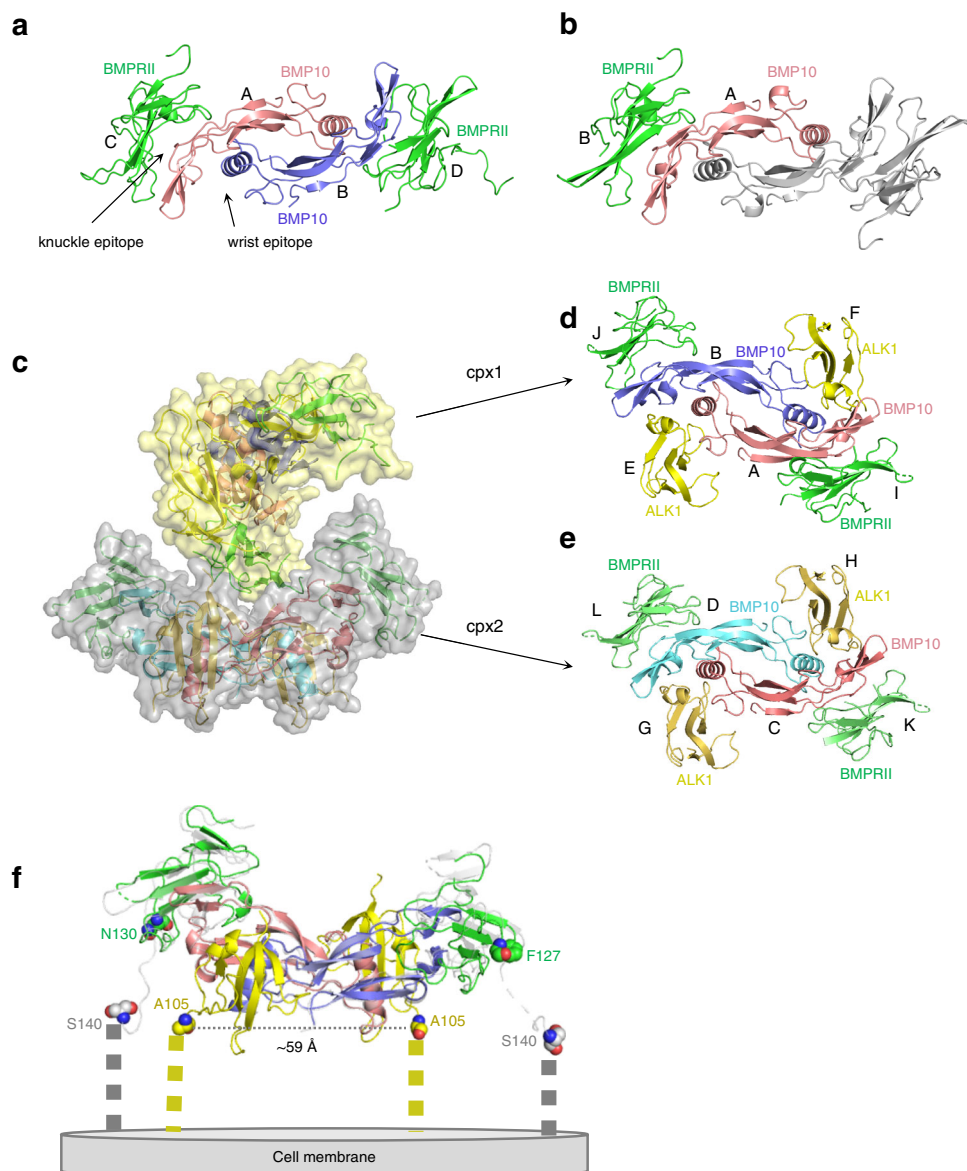 a
BMPRII
A
BMP10
BMPRII
C
D
B
BMP10
knuckle epitope
wrist epitope
b
BMPRII
A
BMP10
B
c
cpx1
cpx2
d
BMPRII
J
B
BMP10
F
ALK1
BMP10
E
A
I
ALK1
BMPRII
e
BMPRII
H
L
D
BMP10
ALK1
BMP10
G
C
K
ALK1
BMPRII
f
N130
F127
S140
A105
A105
S140
~59 Å
Cell membrane